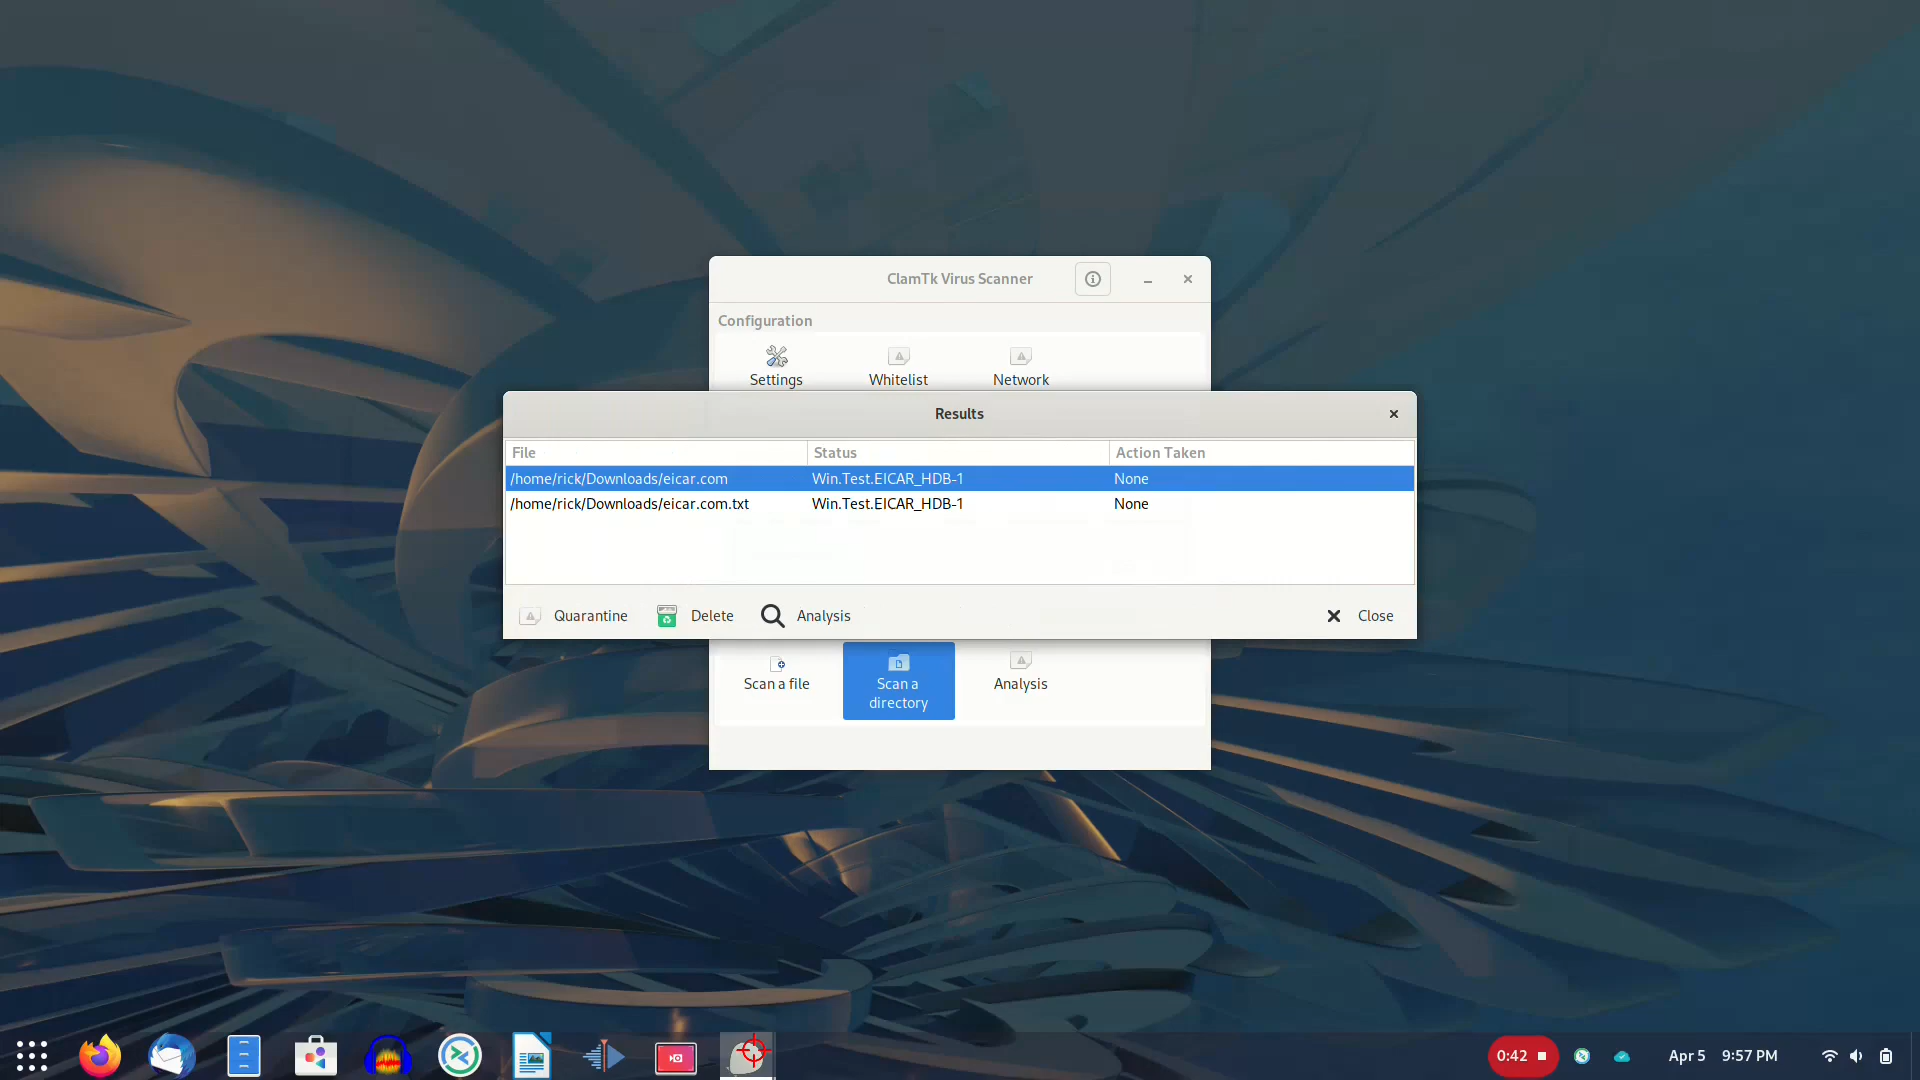 ClamTk Virus Scanner
Configuration
Settings
Whitelist
Network
Results
File
Status
Action Taken
/home/rick/Downloads/eicar.com
Win.Test.EICAR_HDB-1
None
/home/rick/Downloads/eicar.com.txt
Win.Test.EICAR_HDB-1
None
Quarantine
Delete
Analysis
Close
Scan a file
Scan a
directory
Analysis
0:42
Apr 5 9:57 PM